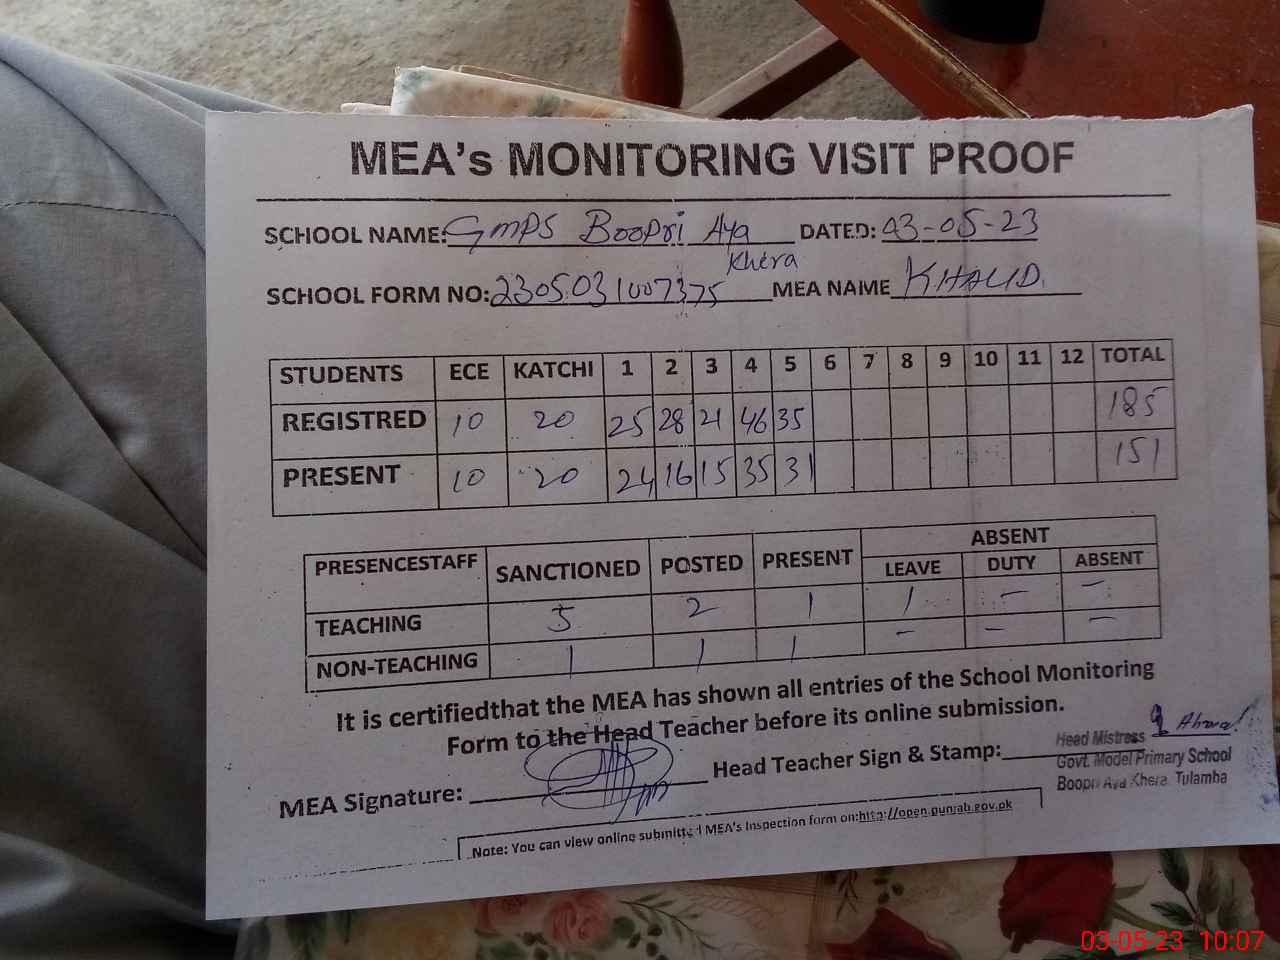 MEA's MONITORING VISIT PROOF
SCHOOL NAME: GMPS Boopri Aya Khera DATED: 03-05-23
SCHOOL FORM NO: 2305031007375 MEA NAME KHALID.
STUDENTS ECE KATCHI 1 2 3 4 5 6 7 8 9 10 11 12 TOTAL
REGISTRED 10 20 25 28 21 46 35 185
PRESENT 10 20 24 16 15 35 31 151
PRESENCESTAFF SANCTIONED POSTED PRESENT ABSENT
LEAVE DUTY ABSENT
TEACHING 5 2 1 1 - -
NON-TEACHING 1 1 1 - - -
It is certifiedthat the MEA has shown all entries of the School Monitoring
Form to the Head Teacher before its online submission.
MEA Signature: Head Teacher Sign & Stamp:
Head Mistress
Govt. Model Primary School
Boopri Aya Khera, Tulamba
Note: You can view online submitted MEA's Inspection form on:http://open.punjab.gov.pk
03-05-23 10:07